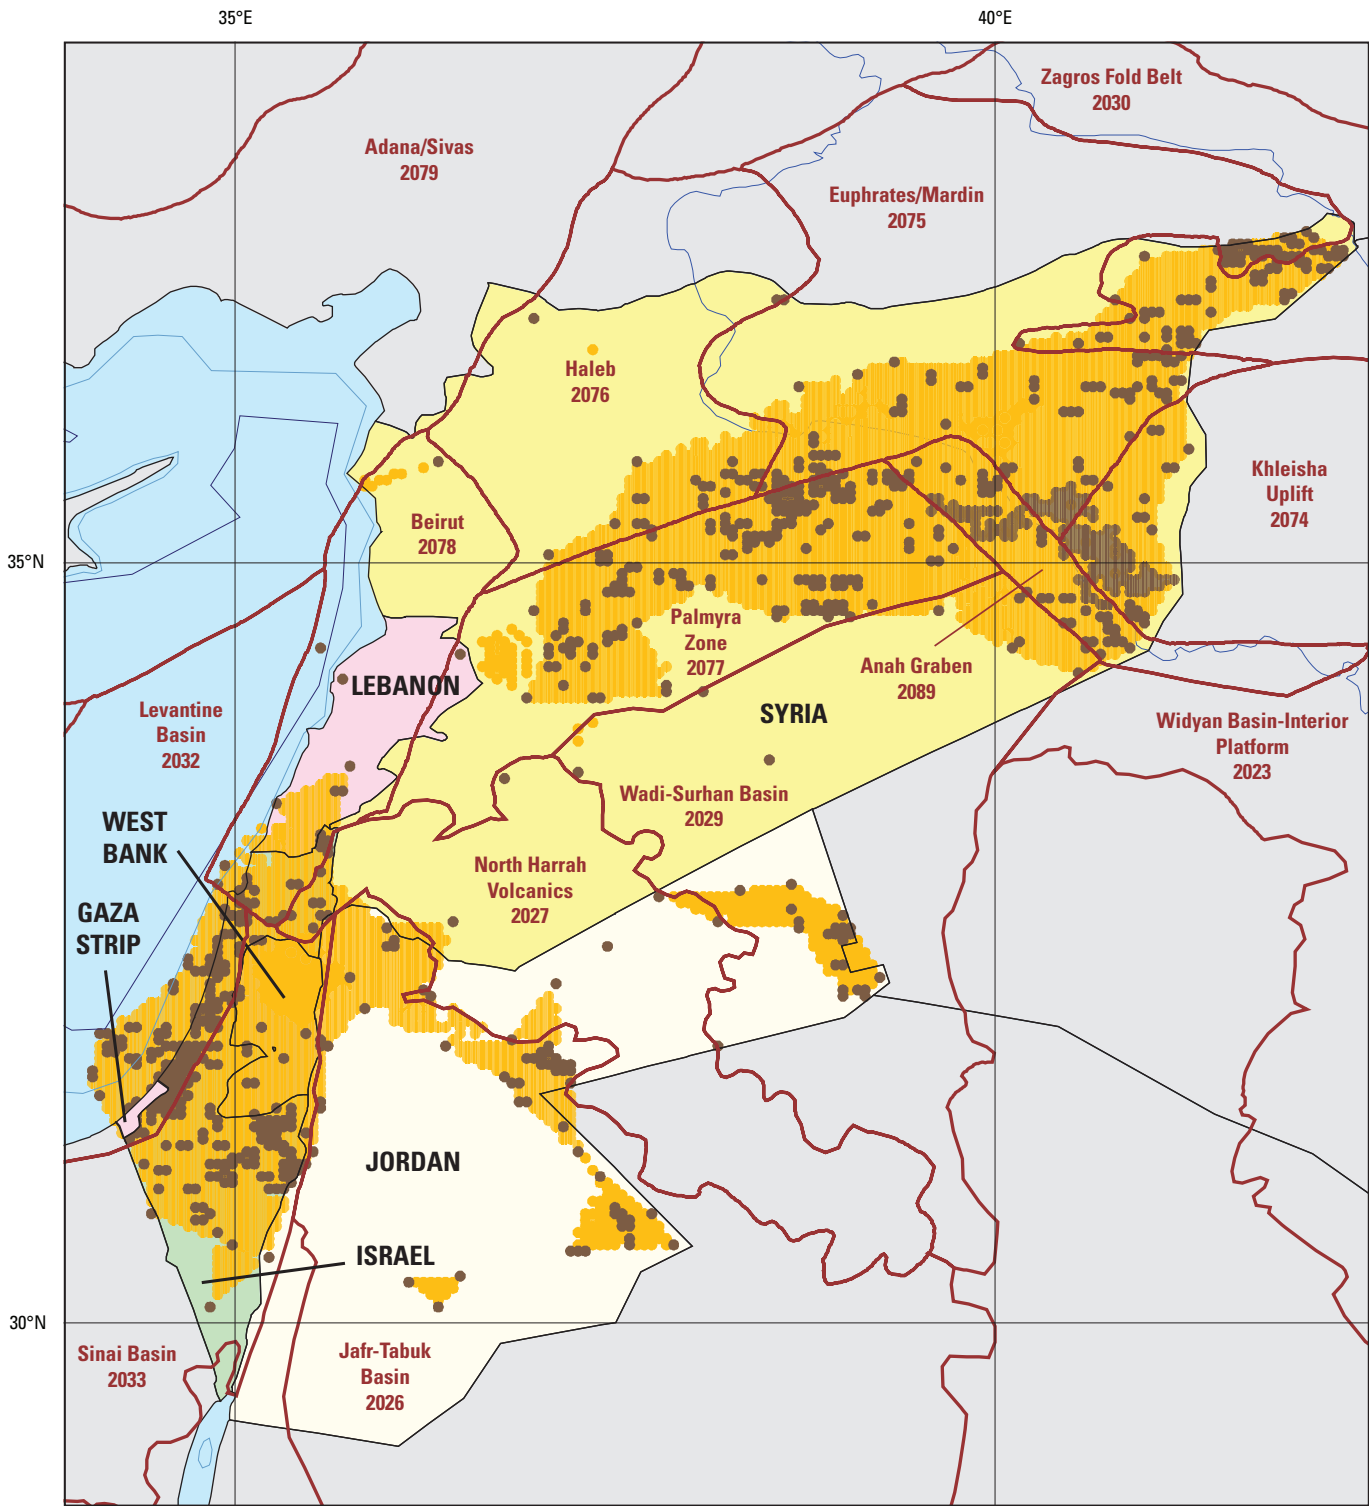 35°E
40°E
Zagros Fold Belt
2030
Adana/Sivas
2079
Euphrates/Mardin
2075
Haleb
2076
Khleisha
Uplift
2074
Beirut
2078
35°N
Palmyra
Zone
2077
Anah Graben
2089
LEBANON
SYRIA
Levantine
Basin
2032
Widyan Basin-Interior
Platform
2023
Wadi-Surhan Basin
2029
WEST
BANK
North Harrah
Volcanics
2027
GAZA
STRIP
JORDAN
ISRAEL
30°N
Sinai Basin
2033
Jafr-Tabuk
Basin
2026